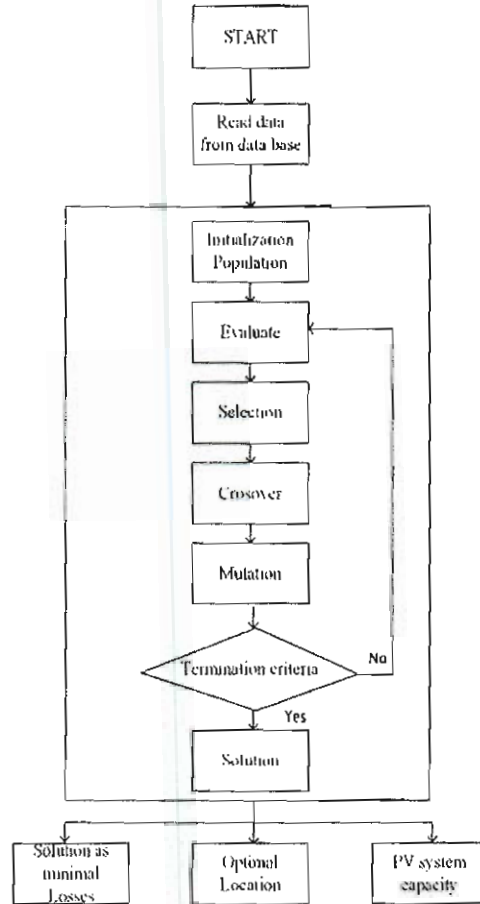 START
Read data
from data base
Initialization
Population
Evaluate
Selection
Crosover
Mutation
Termination criteria
No
Yes
Solution
Solution as
minimal
Losses
Optimal
Location
PV system
capacity